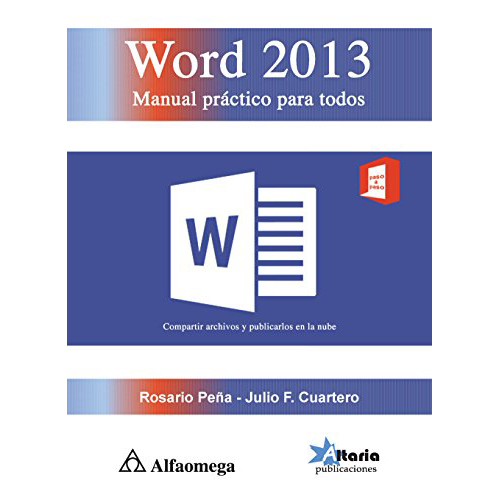 Word 2013
Manual práctico para todos
paso
a
paso
W
Compartir archivos y publicarlos en la nube
Rosario Peña - Julio F. Cuartero
Alfaomega
Altaria
publicaciones